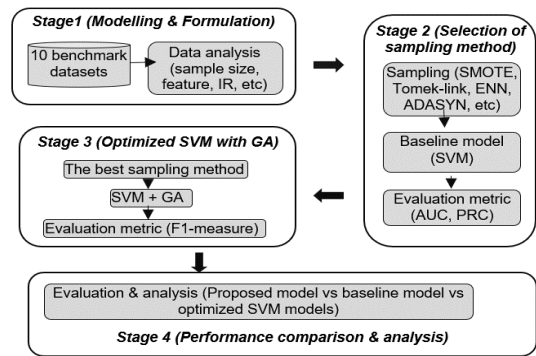 Stage1 (Modelling & Formulation)
10 benchmark
datasets
Data analysis
(sample size,
feature, IR, etc)
Stage 2 (Selection of
sampling method)
Sampling (SMOTE,
Tomek-link, ENN,
ADASYN, etc)
Baseline model
(SVM)
Evaluation metric
(AUC, PRC)
Stage 3 (Optimized SVM with GA)
The best sampling method
SVM + GA
Evaluation metric (F1-measure)
Evaluation & analysis (Proposed model vs baseline model vs
optimized SVM models)
Stage 4 (Performance comparison & analysis)